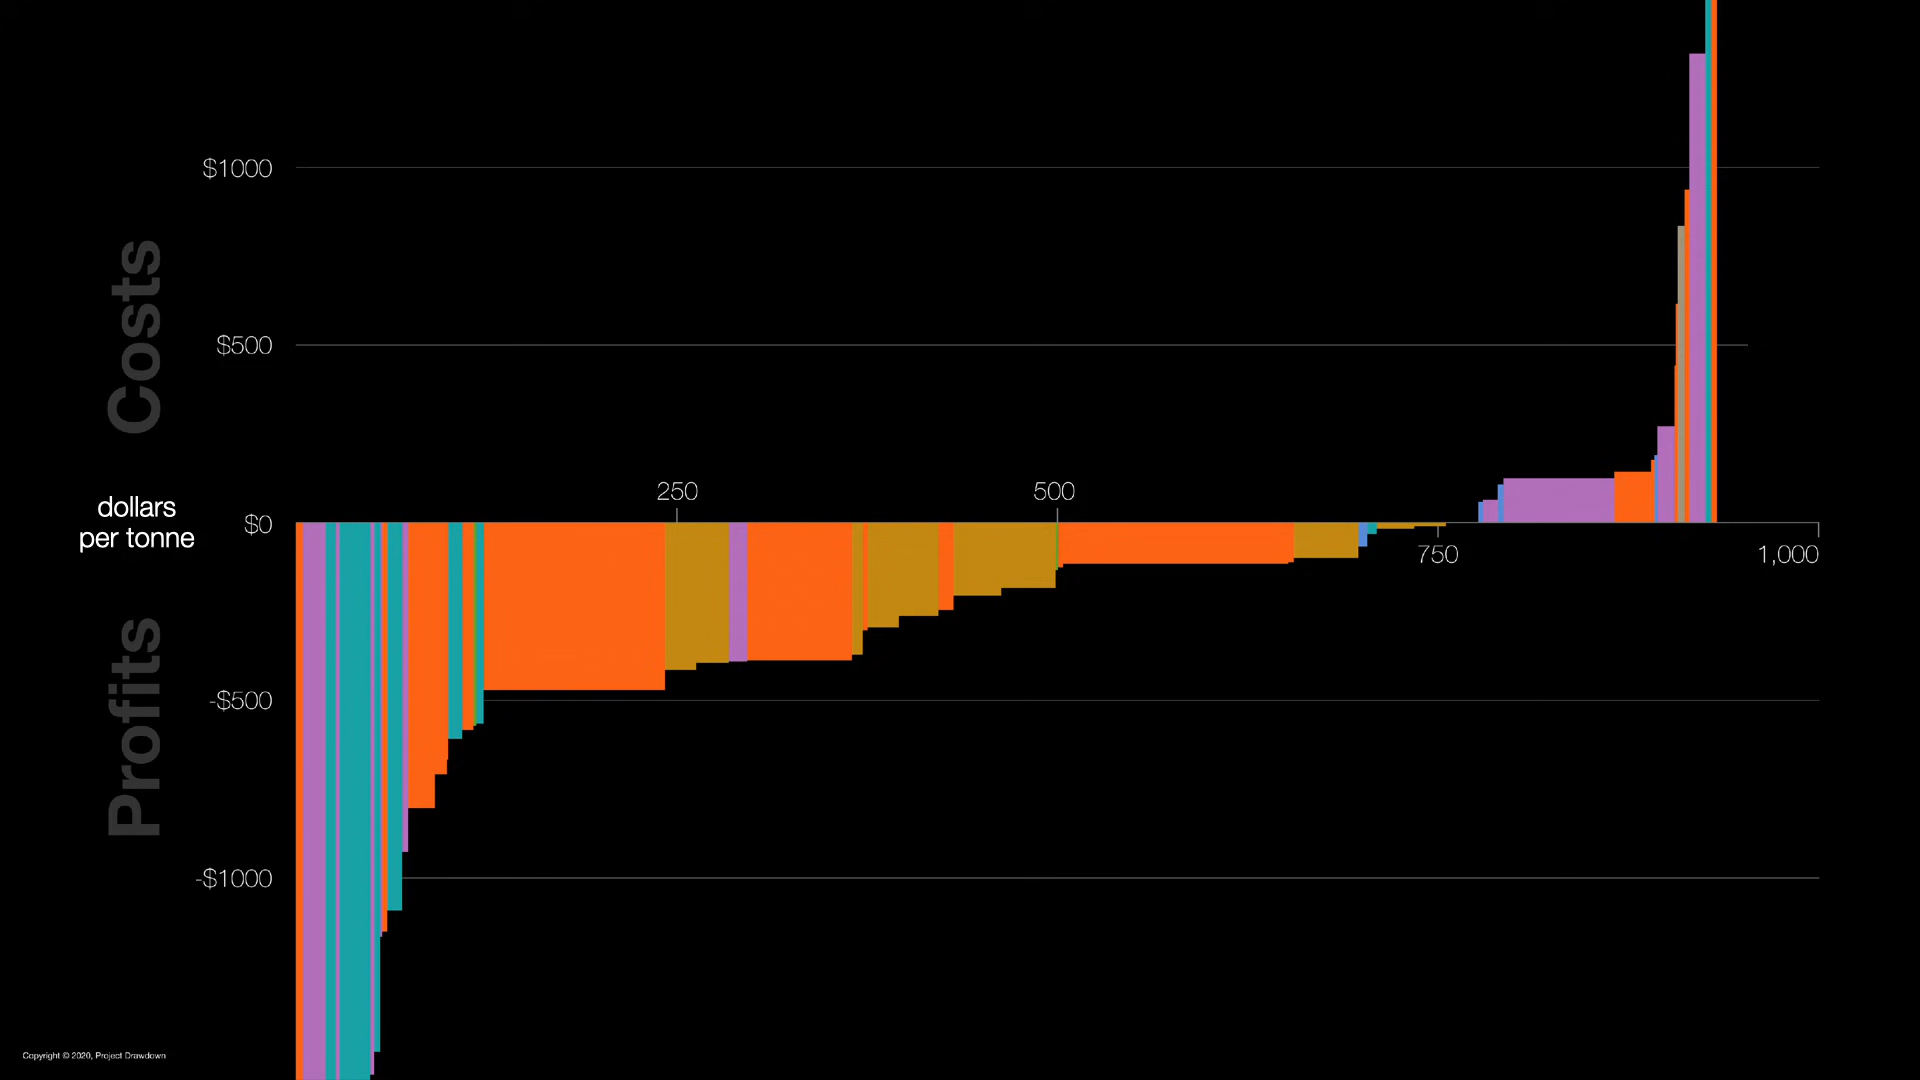 $1000
Costs
$500
250
500
dollars
per tonne
$0
750
1,000
Profits
-$500
-$1000
Copyright © 2020, Project Drawdown